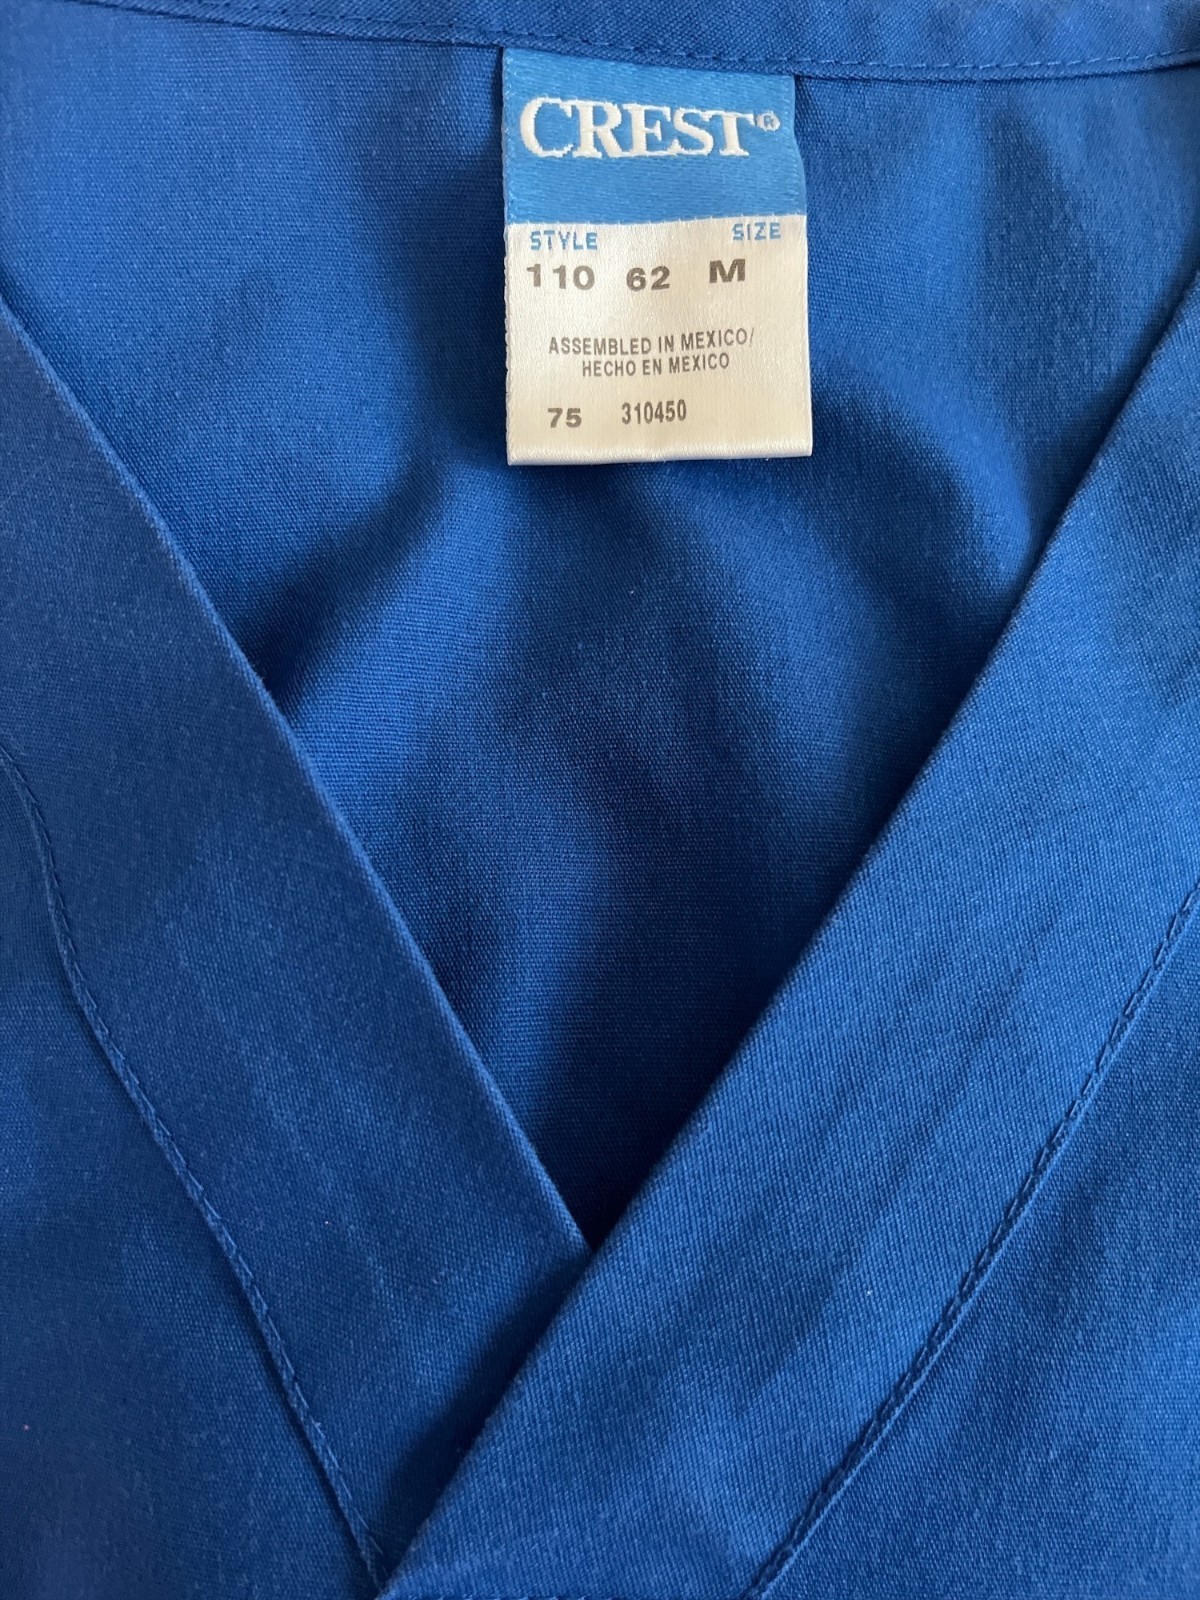 CREST®
STYLE SIZE
110 62 M
ASSEMBLED IN MEXICO/
HECHO EN MEXICO
75 310450